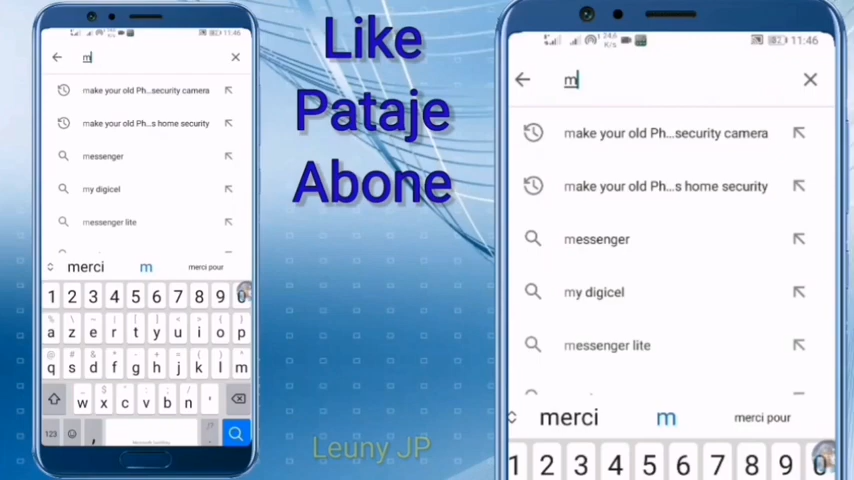 11:46
m
make your old Ph...security camera
make your old Ph...s home security
messenger
my digicel
messenger lite
merci m merci pour
1 2 3 4 5 6 7 8 9 0
a z e r t y u i o p
q s d f g h j k l m
w x c v b n '
123 ,
Like
Pataje
Abone
Leuny JP
24,6
K/s
11:46
m
make your old Ph...security camera
make your old Ph...s home security
messenger
my digicel
messenger lite
merci m merci pour
1 2 3 4 5 6 7 8 9 0